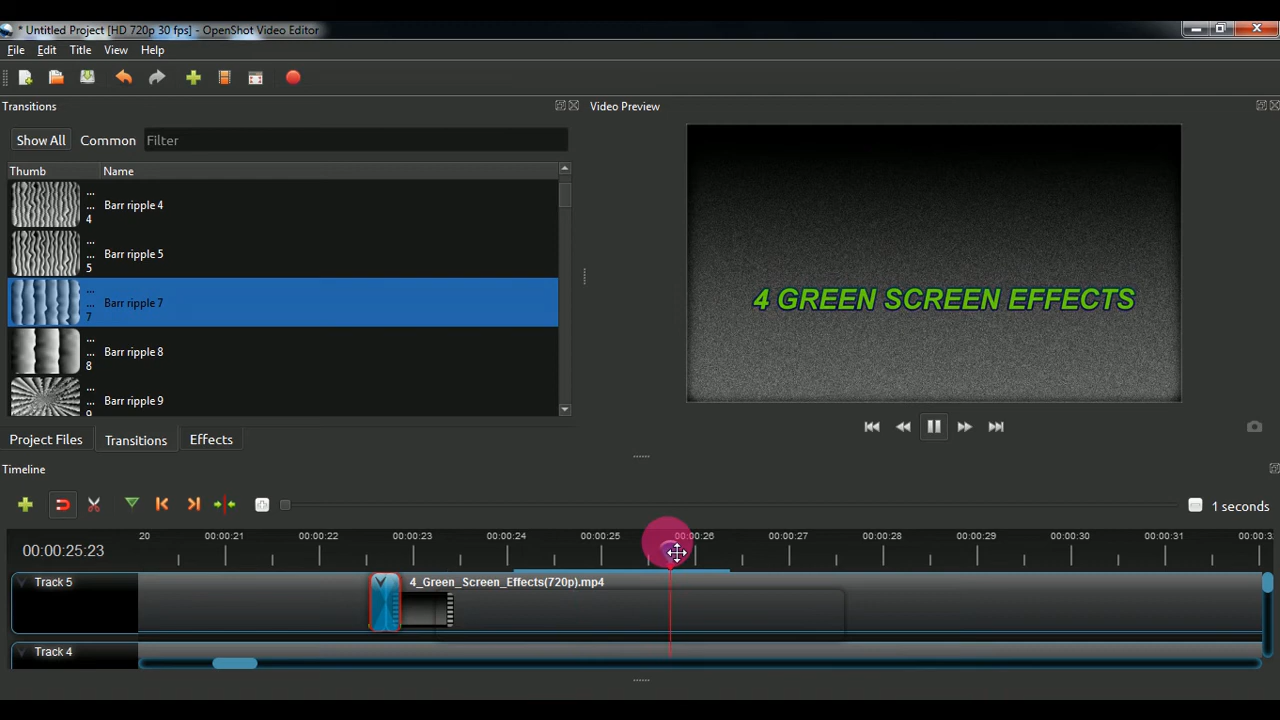 * Untitled Project [HD 720p 30 fps] - OpenShot Video Editor
File Edit Title View Help
Transitions
Video Preview
Show All Common Filter
Thumb Name
...
... Barr ripple 4
4
...
... Barr ripple 5
5
...
... Barr ripple 7
7
...
... Barr ripple 8
8
...
... Barr ripple 9
4 GREEN SCREEN EFFECTS
Project Files Transitions Effects
Timeline
1 seconds
00:00:25:23
20 00:00:21 00:00:22 00:00:23 00:00:24 00:00:25 00:00:26 00:00:27 00:00:28 00:00:29 00:00:30 00:00:31 00:00:3
Track 5 4_Green_Screen_Effects(720p).mp4
Track 4